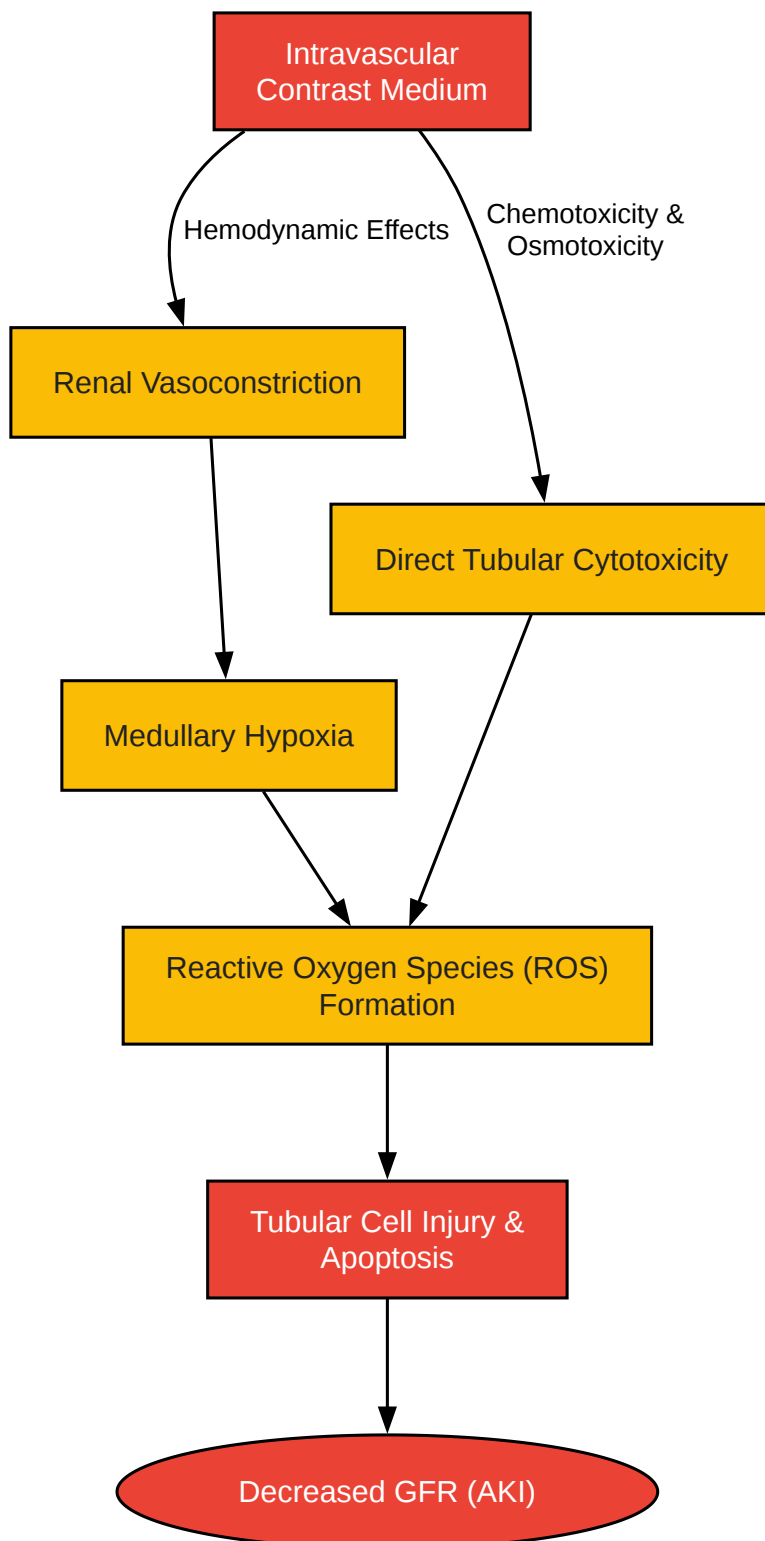 Intravascular
Contrast Medium
Hemodynamic Effects
Chemotoxicity &
Osmotoxicity
Renal Vasoconstriction
Direct Tubular Cytotoxicity
Medullary Hypoxia
Reactive Oxygen Species (ROS)
Formation
Tubular Cell Injury &
Apoptosis
Decreased GFR (AKI)